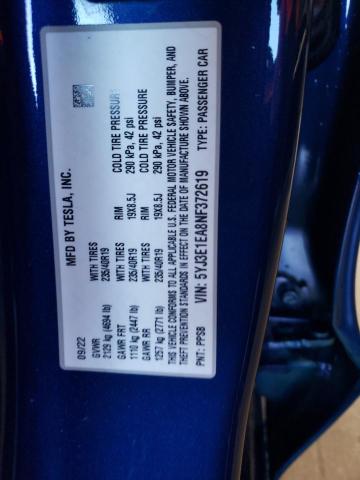 MFD BY TESLA, INC.
09/22
GVWR
2129 kg (4694 lb)
WITH TIRES
235/40R19
RIM
19X8.5J
COLD TIRE PRESSURE
290 kPa, 42 psi
GAWR FRT
1110 kg (2447 lb)
WITH TIRES
235/40R19
RIM
19X8.5J
COLD TIRE PRESSURE
290 kPa, 42 psi
GAWR RR
1257 kg (2771 lb)
THIS VEHICLE CONFORMS TO ALL APPLICABLE U.S. FEDERAL MOTOR VEHICLE SAFETY, BUMPER, AND
THEFT PREVENTION STANDARDS IN EFFECT ON THE DATE OF MANUFACTURE SHOWN ABOVE.
VIN: 5YJ3E1EA8NF372619
TYPE: PASSENGER CAR
PNT: PPSB